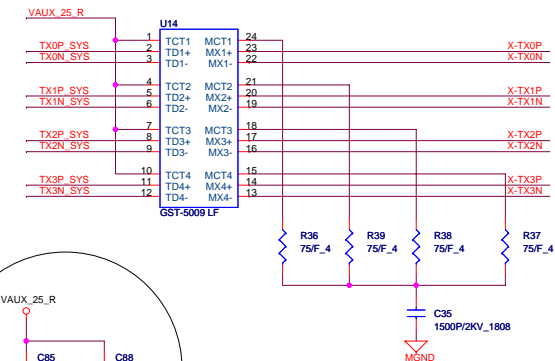 VAUX_25_R
U14
1 TCT1 MCT1 24
TX0P_SYS 2 TD1+ MX1+ 23 X-TX0P
TX0N_SYS 3 TD1- MX1- 22 X-TX0N
4 TCT2 MCT2 21
TX1P_SYS 5 TD2+ MX2+ 20 X-TX1P
TX1N_SYS 6 TD2- MX2- 19 X-TX1N
7 TCT3 MCT3 18
TX2P_SYS 8 TD3+ MX3+ 17 X-TX2P
TX2N_SYS 9 TD3- MX3- 16 X-TX2N
10 TCT4 MCT4 15
TX3P_SYS 11 TD4+ MX4+ 14 X-TX3P
TX3N_SYS 12 TD4- MX4- 13 X-TX3N
GST-5009 LF
R36 R39 R38 R37
75/F_4 75/F_4 75/F_4 75/F_4
VAUX_25_R
C35
1500P/2KV_1808
MGND
C85 C88